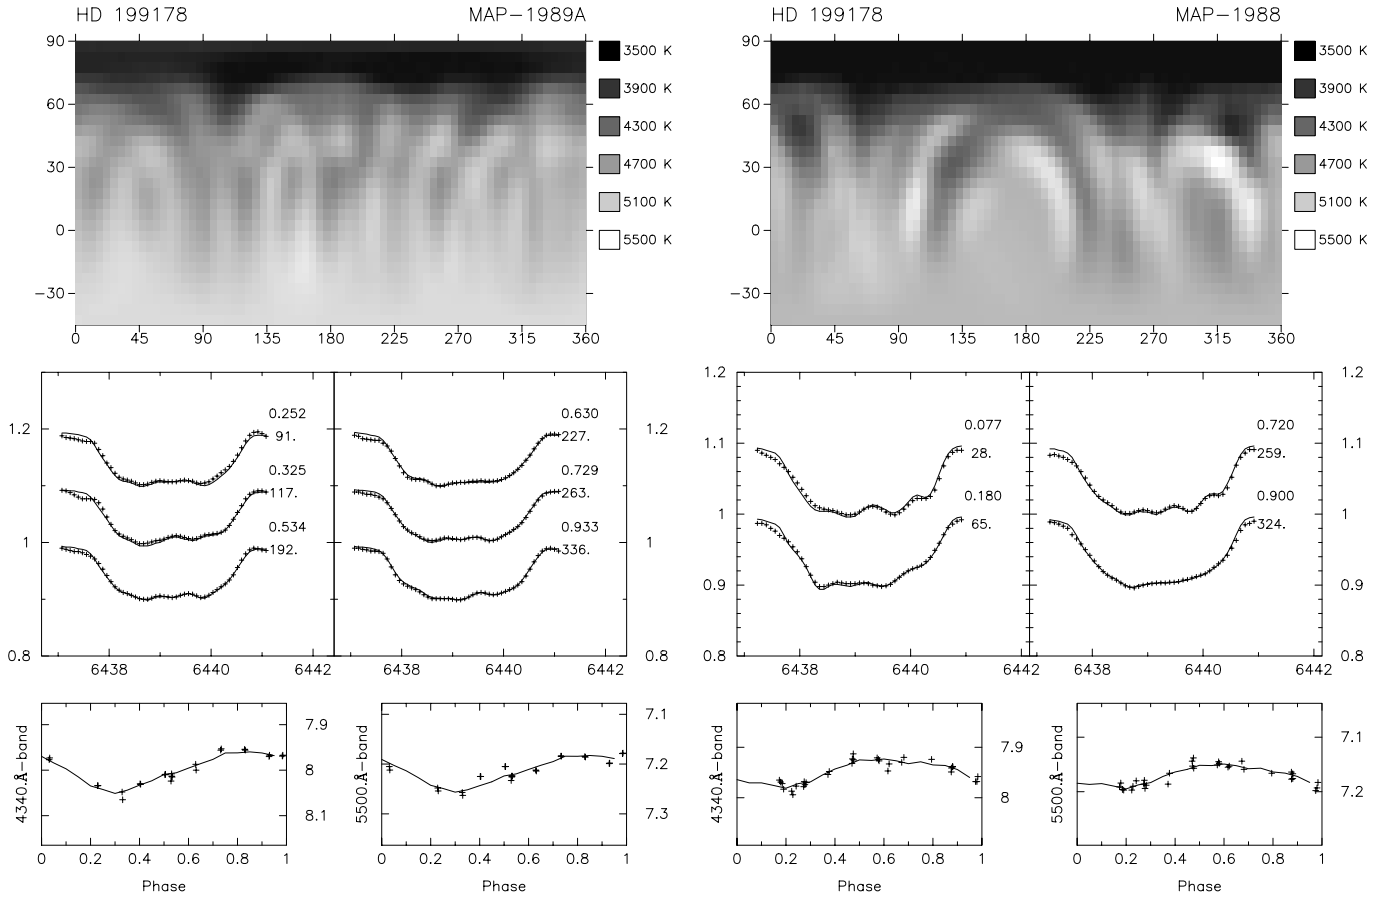 HD 199178 MAP-1989A
90
60
30
0
-30
0 45 90 135 180 225 270 315 360
3500 K
3900 K
4300 K
4700 K
5100 K
5500 K
HD 199178 MAP-1988
90
60
30
0
-30
0 45 90 135 180 225 270 315 360
3500 K
3900 K
4300 K
4700 K
5100 K
5500 K
1.2
1
0.8
0.252
91.
0.325
117.
0.534
192.
6438 6440 6442
0.630
227.
0.729
263.
0.933
336.
6438 6440
1.2
1
0.8
1.2
1.1
1
0.9
0.8
0.077
28.
0.180
65.
6438 6440 6442
0.720
259.
0.900
324.
6438 6440 6442
1.2
1.1
1
0.9
0.8
4340.Å-band
7.9
8
8.1
0 0.2 0.4 0.6 0.8 1
Phase
5500.Å-band
7.1
7.2
7.3
0 0.2 0.4 0.6 0.8 1
Phase
4340.Å-band
7.9
8
0 0.2 0.4 0.6 0.8 1
Phase
5500.Å-band
7.1
7.2
0 0.2 0.4 0.6 0.8 1
Phase